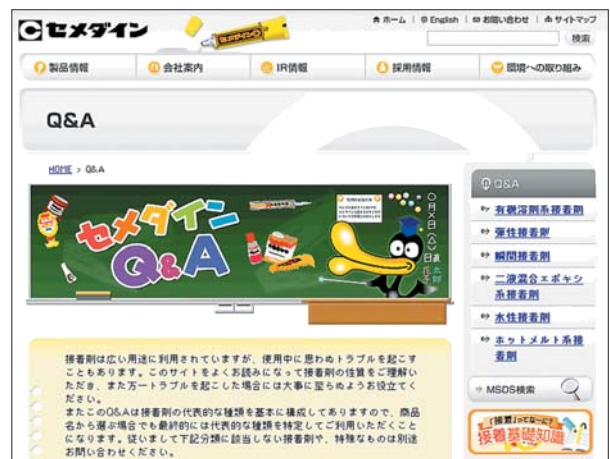 セメダイン
ホーム | English | お問い合わせ | サイトマップ
検索
製品情報 会社案内 IR情報 採用情報 環境への取り組み
Q&A
HOME > Q&A
セメダイン
Q&A
○月×日(△)
日直
太郎
花子
Q&A
有機溶剤系接着剤
弾性接着剤
瞬間接着剤
二液混合エポキシ
系接着剤
水性接着剤
ホットメルト系接
着剤
MSDS検索
「接着」ってなーに?
接着基礎知識
接着剤は広い用途に利用されていますが、使用中に思わぬトラブルを起こす
こともあります。このサイトをよくお読みになって接着剤の性質をご理解い
ただき、また万一トラブルを起こした場合には大事に至らぬようお役立てく
ださい。
またこのQ&Aは接着剤の代表的な種類を基本に構成してありますので、商品
名から選ぶ場合でも最終的には代表的な種類を特定してご利用いただくこと
になります。従いまして下記分類に該当しない接着剤や、特殊なものは別途
お問い合わせください。